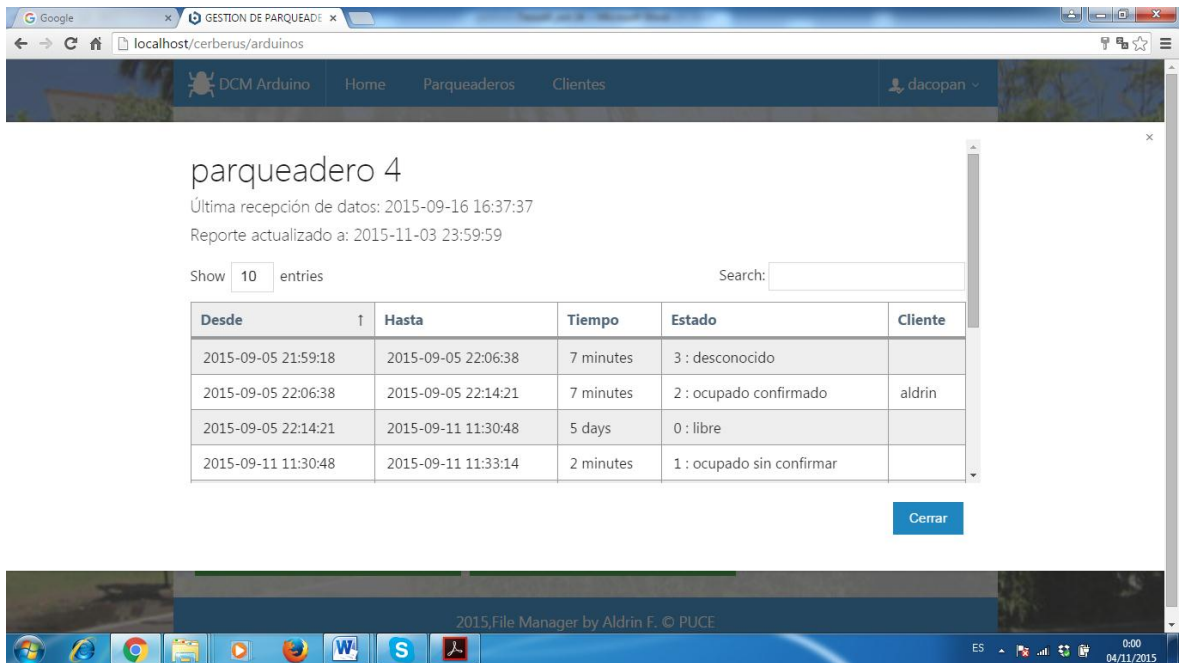 Google
GESTION DE PARQUEADE
localhost/cerberus/arduinos
DCM Arduino Home Parqueaderos Clientes dacopan
parqueadero 4
Última recepción de datos: 2015-09-16 16:37:37
Reporte actualizado a: 2015-11-03 23:59:59
Show 10 entries Search:
Desde ↑ Hasta Tiempo Estado Cliente
2015-09-05 21:59:18 2015-09-05 22:06:38 7 minutes 3 : desconocido
2015-09-05 22:06:38 2015-09-05 22:14:21 7 minutes 2 : ocupado confirmado aldrin
2015-09-05 22:14:21 2015-09-11 11:30:48 5 days 0 : libre
2015-09-11 11:30:48 2015-09-11 11:33:14 2 minutes 1 : ocupado sin confirmar
Cerrar
2015,File Manager by Aldrin F. © PUCE
ES 0:00
04/11/2015